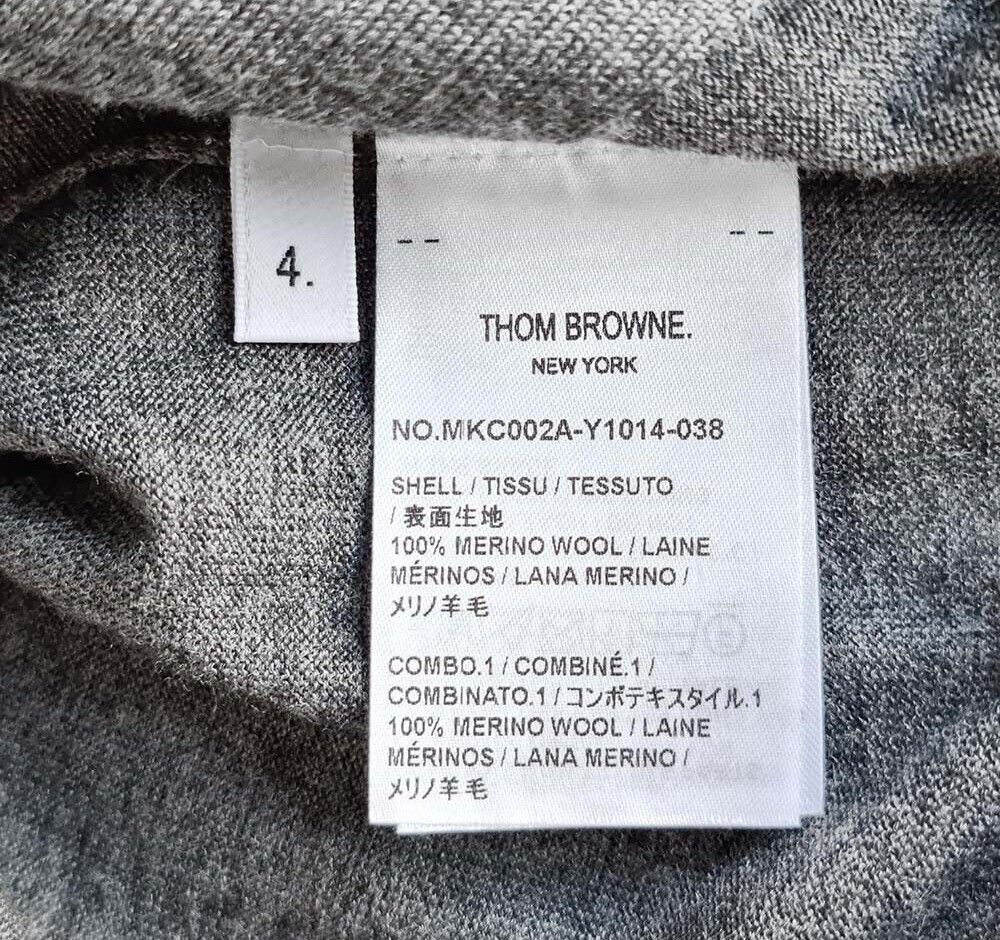 4.
-- --
THOM BROWNE.
NEW YORK
NO.MKC002A-Y1014-038
SHELL / TISSU / TESSUTO
/ 表面生地
100% MERINO WOOL / LAINE
MÉRINOS / LANA MERINO /
メリノ羊毛
COMBO.1 / COMBINÉ.1 /
COMBINATO.1 / コンボテキスタイル.1
100% MERINO WOOL / LAINE
MÉRINOS / LANA MERINO /
メリノ羊毛